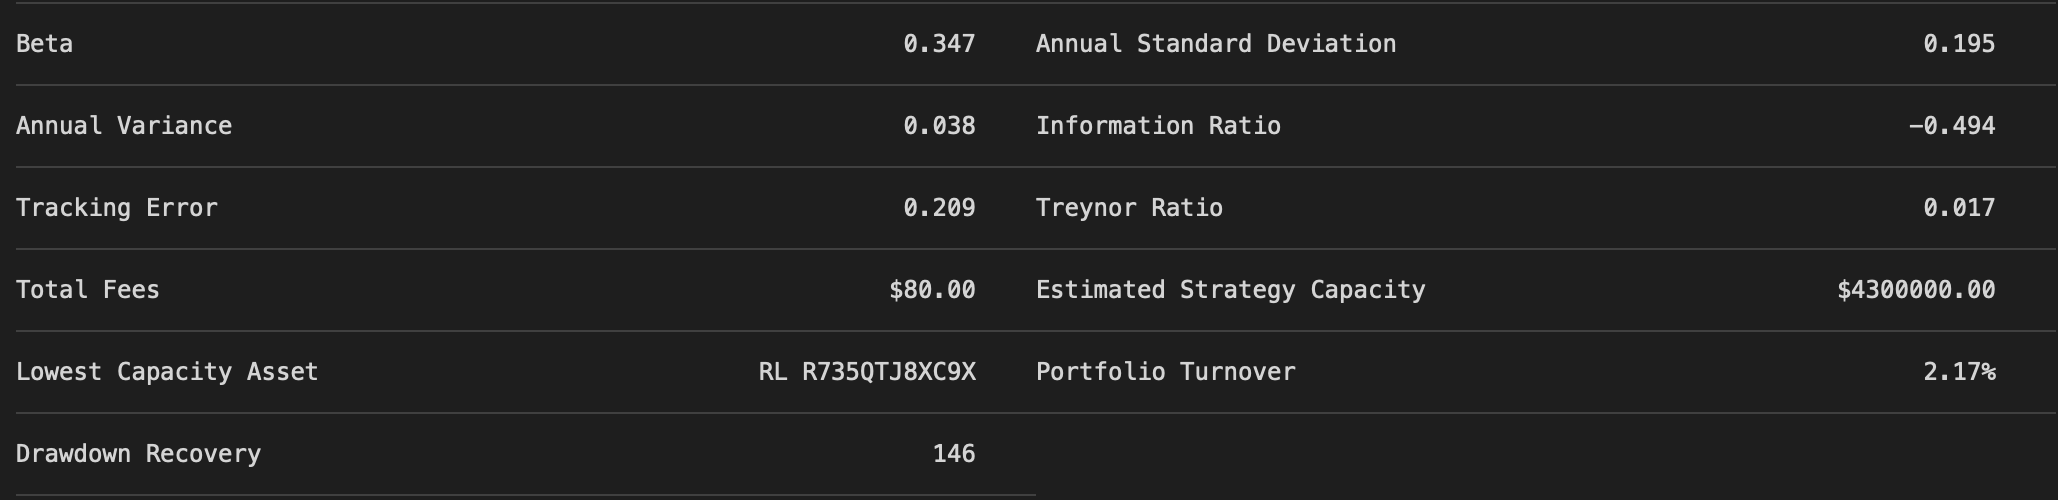 Beta 0.347 Annual Standard Deviation 0.195
Annual Variance 0.038 Information Ratio −0.494
Tracking Error 0.209 Treynor Ratio 0.017
Total Fees $80.00 Estimated Strategy Capacity $4300000.00
Lowest Capacity Asset RL R735QTJ8XC9X Portfolio Turnover 2.17%
Drawdown Recovery 146